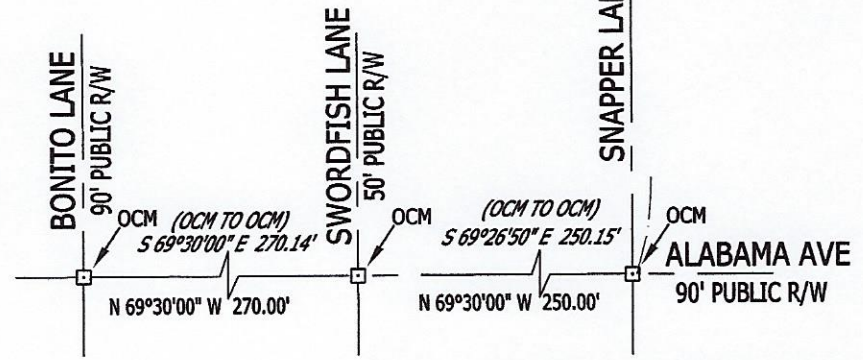 BONITO LANE
90' PUBLIC R/W
SWORDFISH LANE
50' PUBLIC R/W
SNAPPER
OCM
(OCM TO OCM)
S 69°30'00" E 270.14'
N 69°30'00" W 270.00'
OCM
(OCM TO OCM)
S 69°26'50" E 250.15'
N 69°30'00" W 250.00'
OCM
ALABAMA AVE
90' PUBLIC R/W